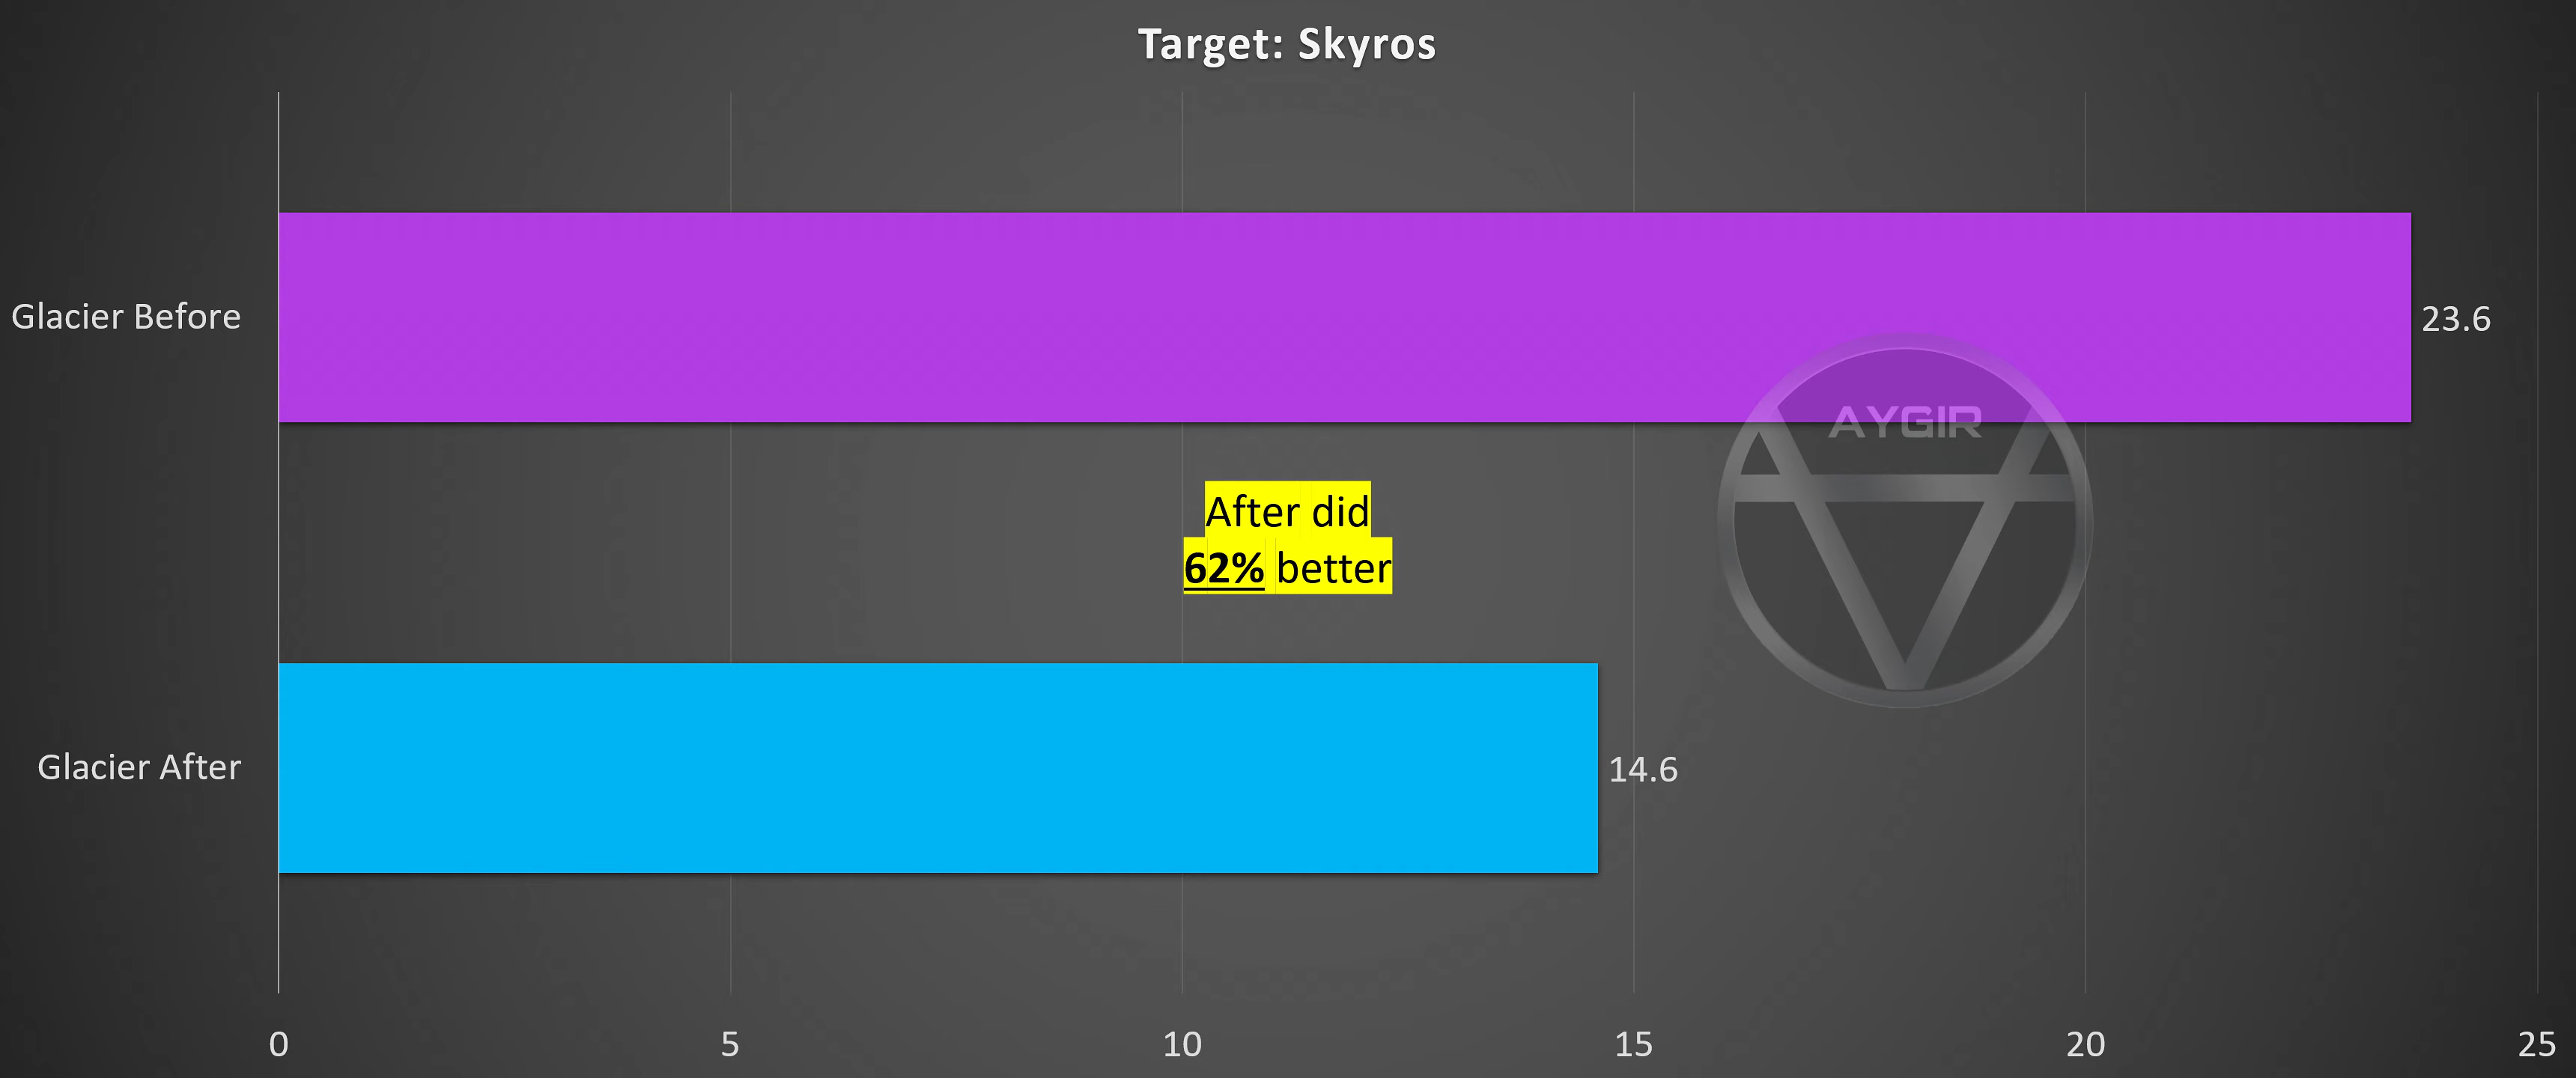 Target: Skyros
Glacier Before
23.6
AYGIR
After did
62% better
Glacier After
14.6
0 5 10 15 20 25